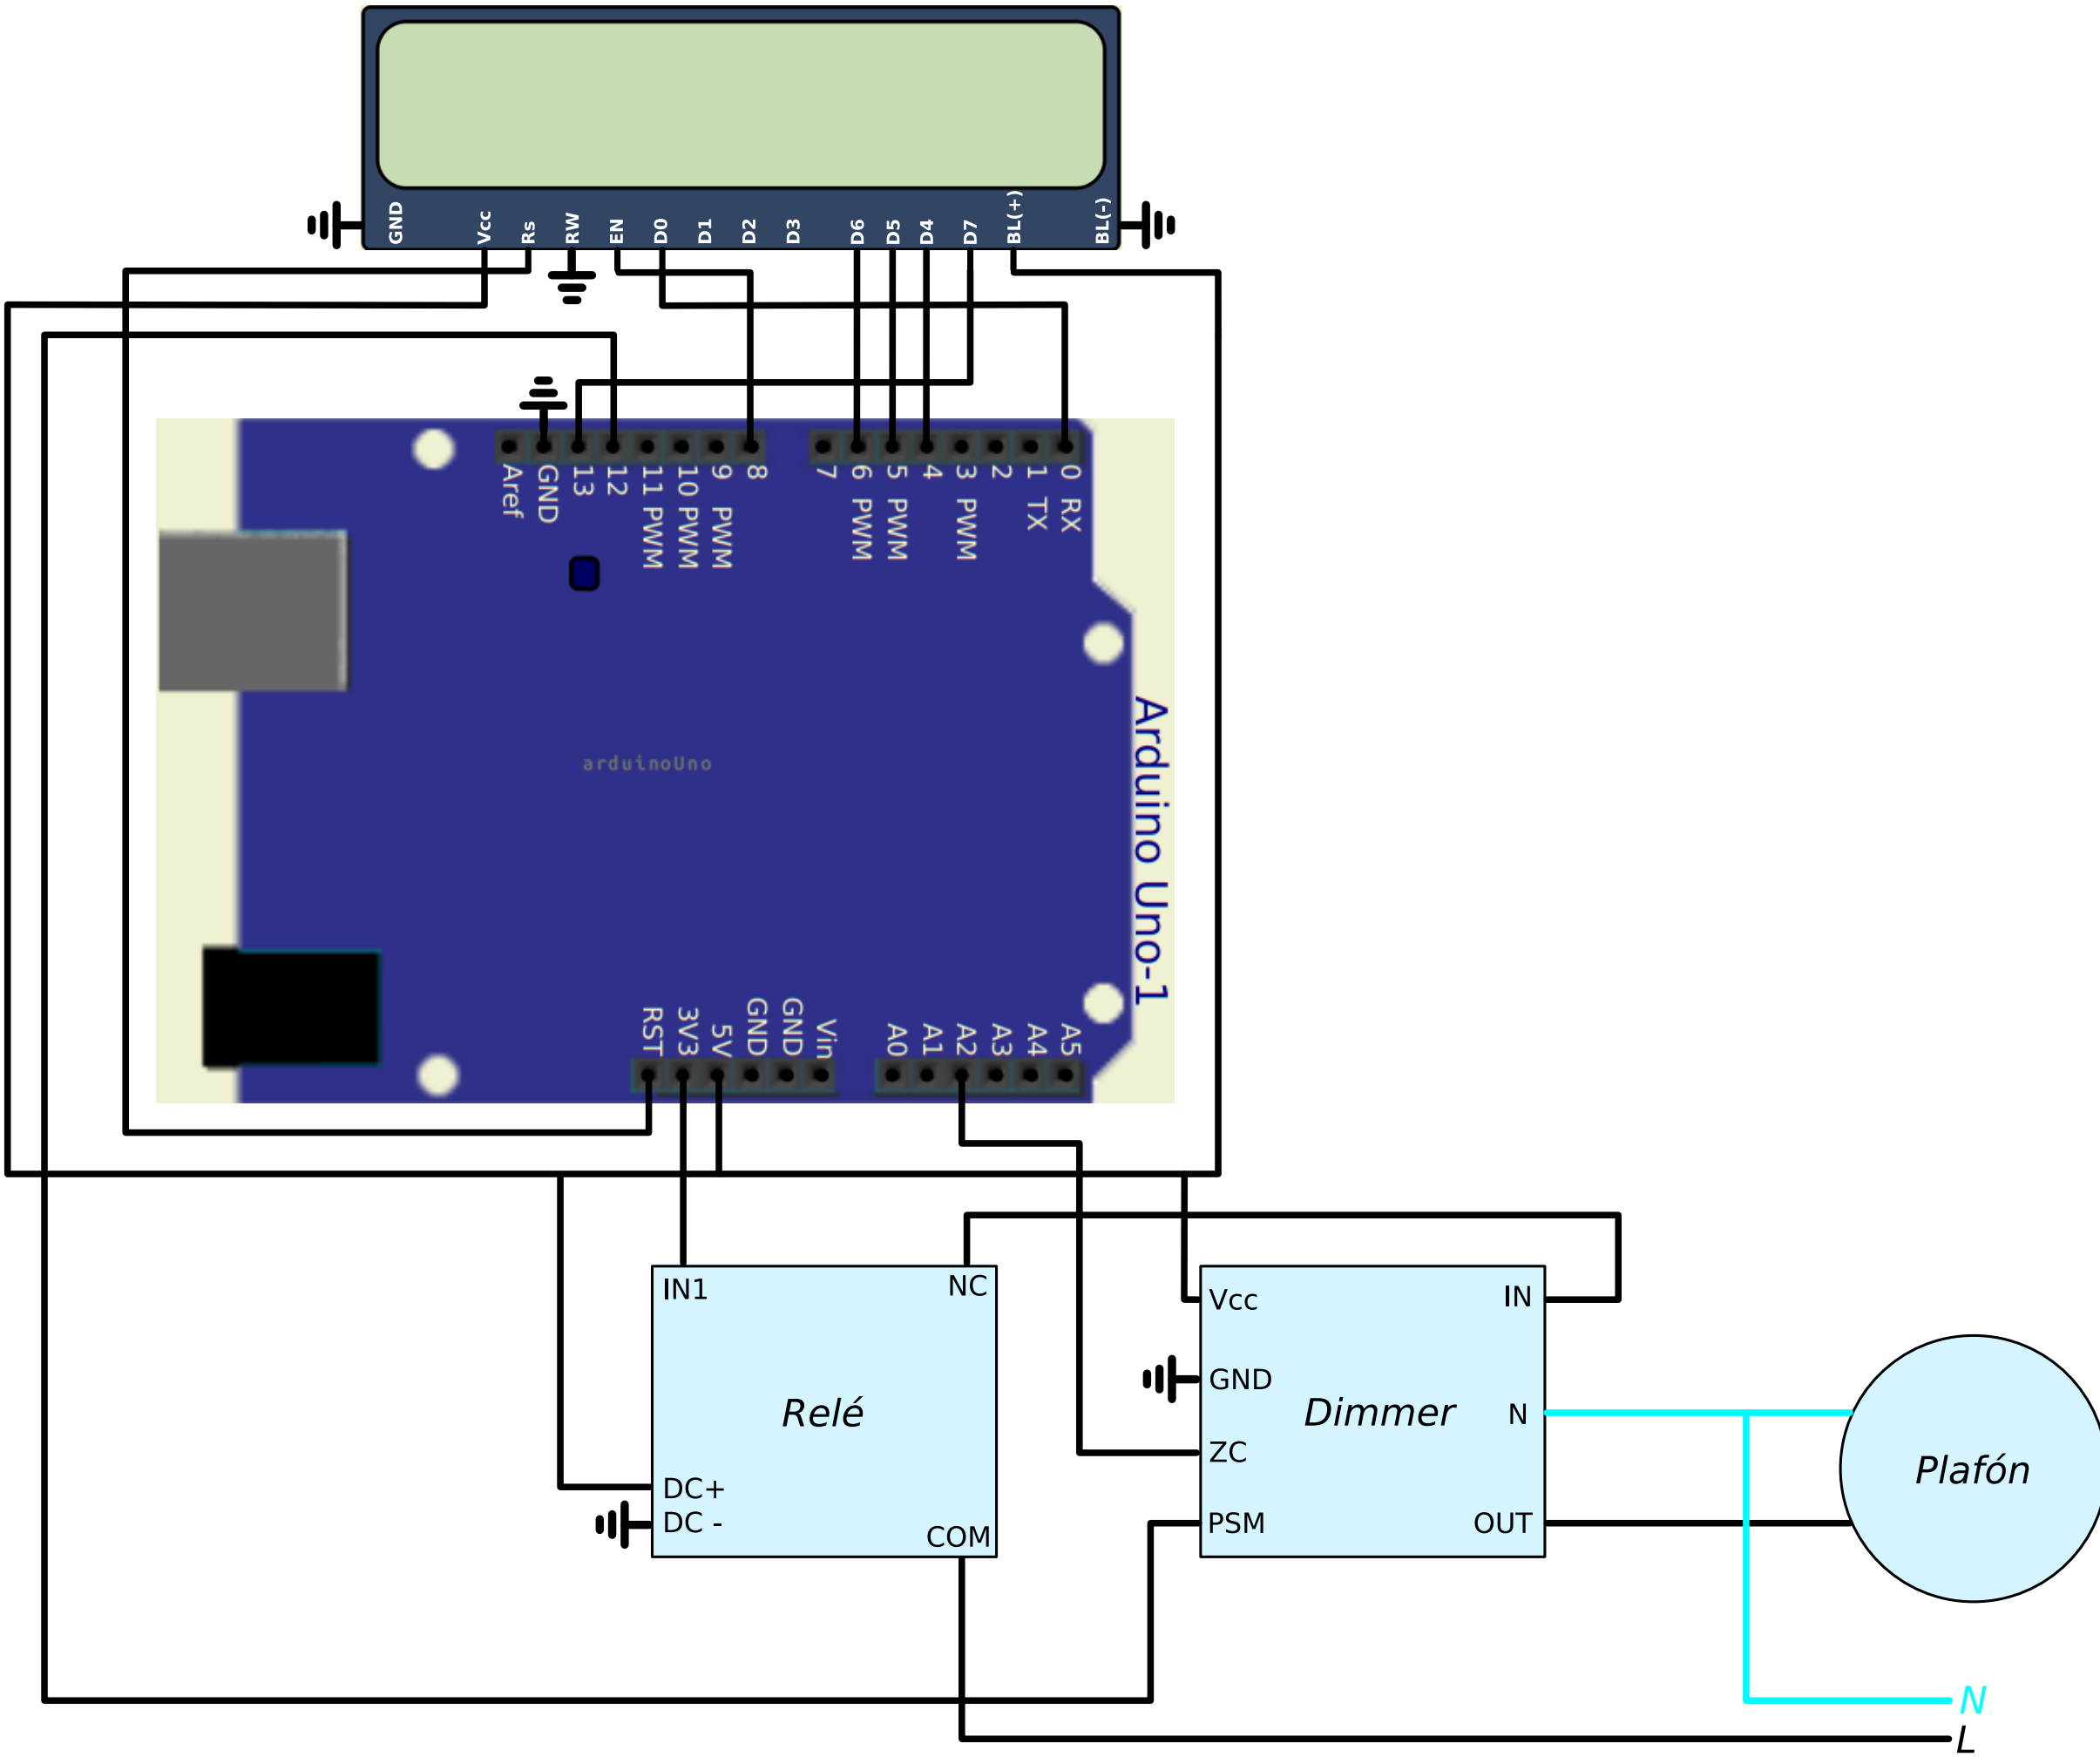 GND
Vcc
Rs
RW
EN
D0
D1
D2
D3
D6
D5
D4
D7
BL(+)
BL(-)
Aref
GND
13
12
11 PWM
10 PWM
9 PWM
8
7
6 PWM
5 PWM
4
3 PWM
2
1 TX
0 RX
arduinoUno
Arduino Uno-1
RST
3V3
5V
GND
GND
Vin
A0
A1
A2
A3
A4
A5
IN1
NC
Relé
DC+
DC -
COM
Vcc
IN
GND
Dimmer
N
ZC
PSM
OUT
Plafón
N
L